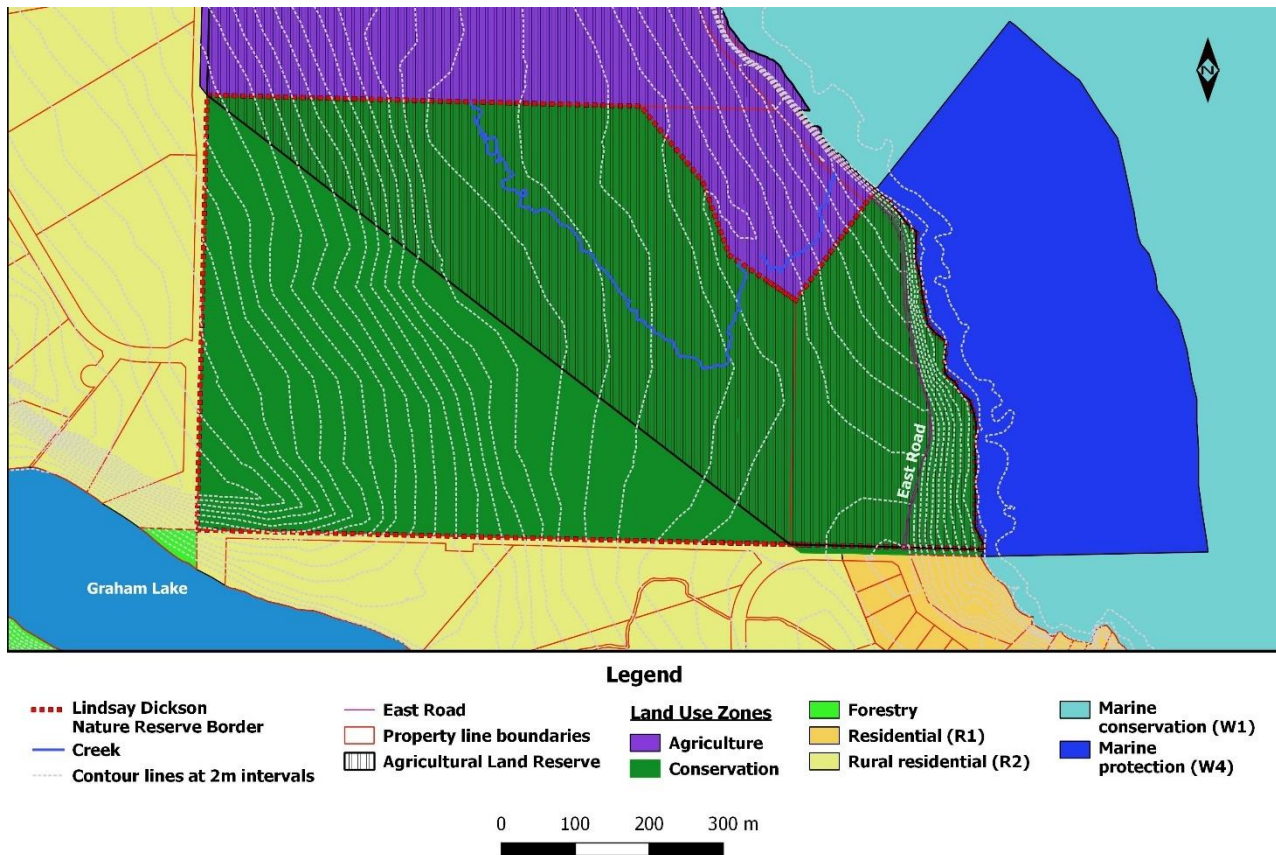 N
East Road
Graham Lake
Legend
Lindsay Dickson
Nature Reserve Border
Creek
Contour lines at 2m intervals
East Road
Property line boundaries
Agricultural Land Reserve
Land Use Zones
Agriculture
Conservation
Forestry
Residential (R1)
Rural residential (R2)
Marine
conservation (W1)
Marine
protection (W4)
0 100 200 300 m